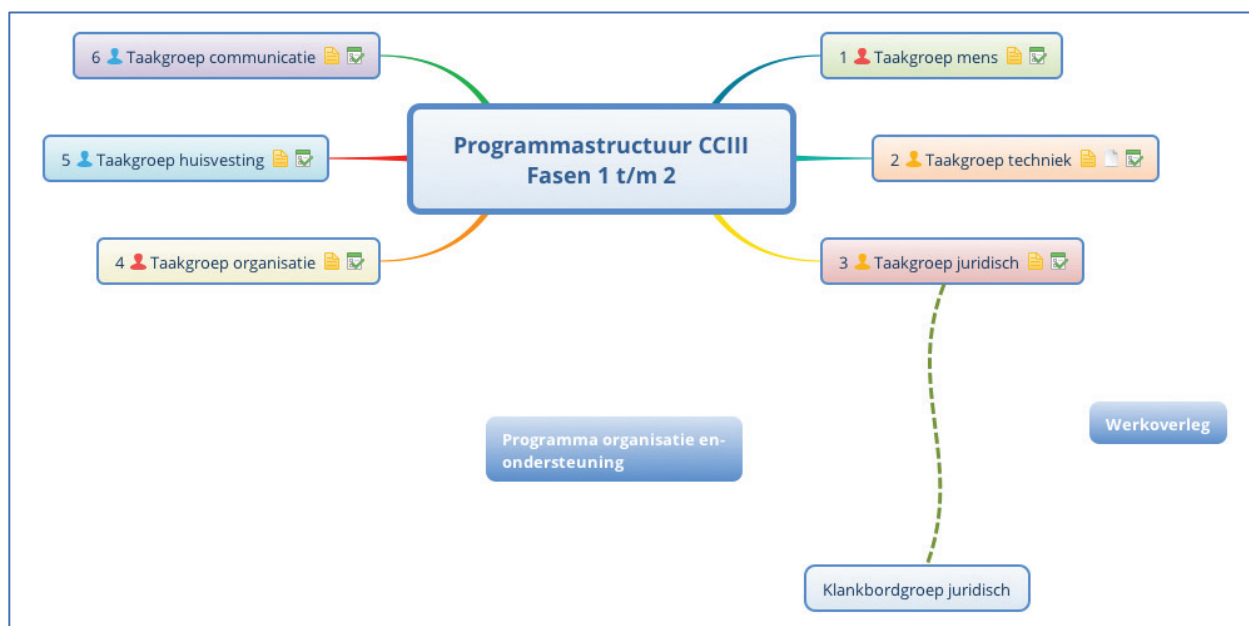 6 Taakgroep communicatie
1 Taakgroep mens
Programmastructuur CCIII
Fasen 1 t/m 2
5 Taakgroep huisvesting
2 Taakgroep techniek
4 Taakgroep organisatie
3 Taakgroep juridisch
Programma organisatie en-
ondersteuning
Werkoverleg
Klankbordgroep juridisch